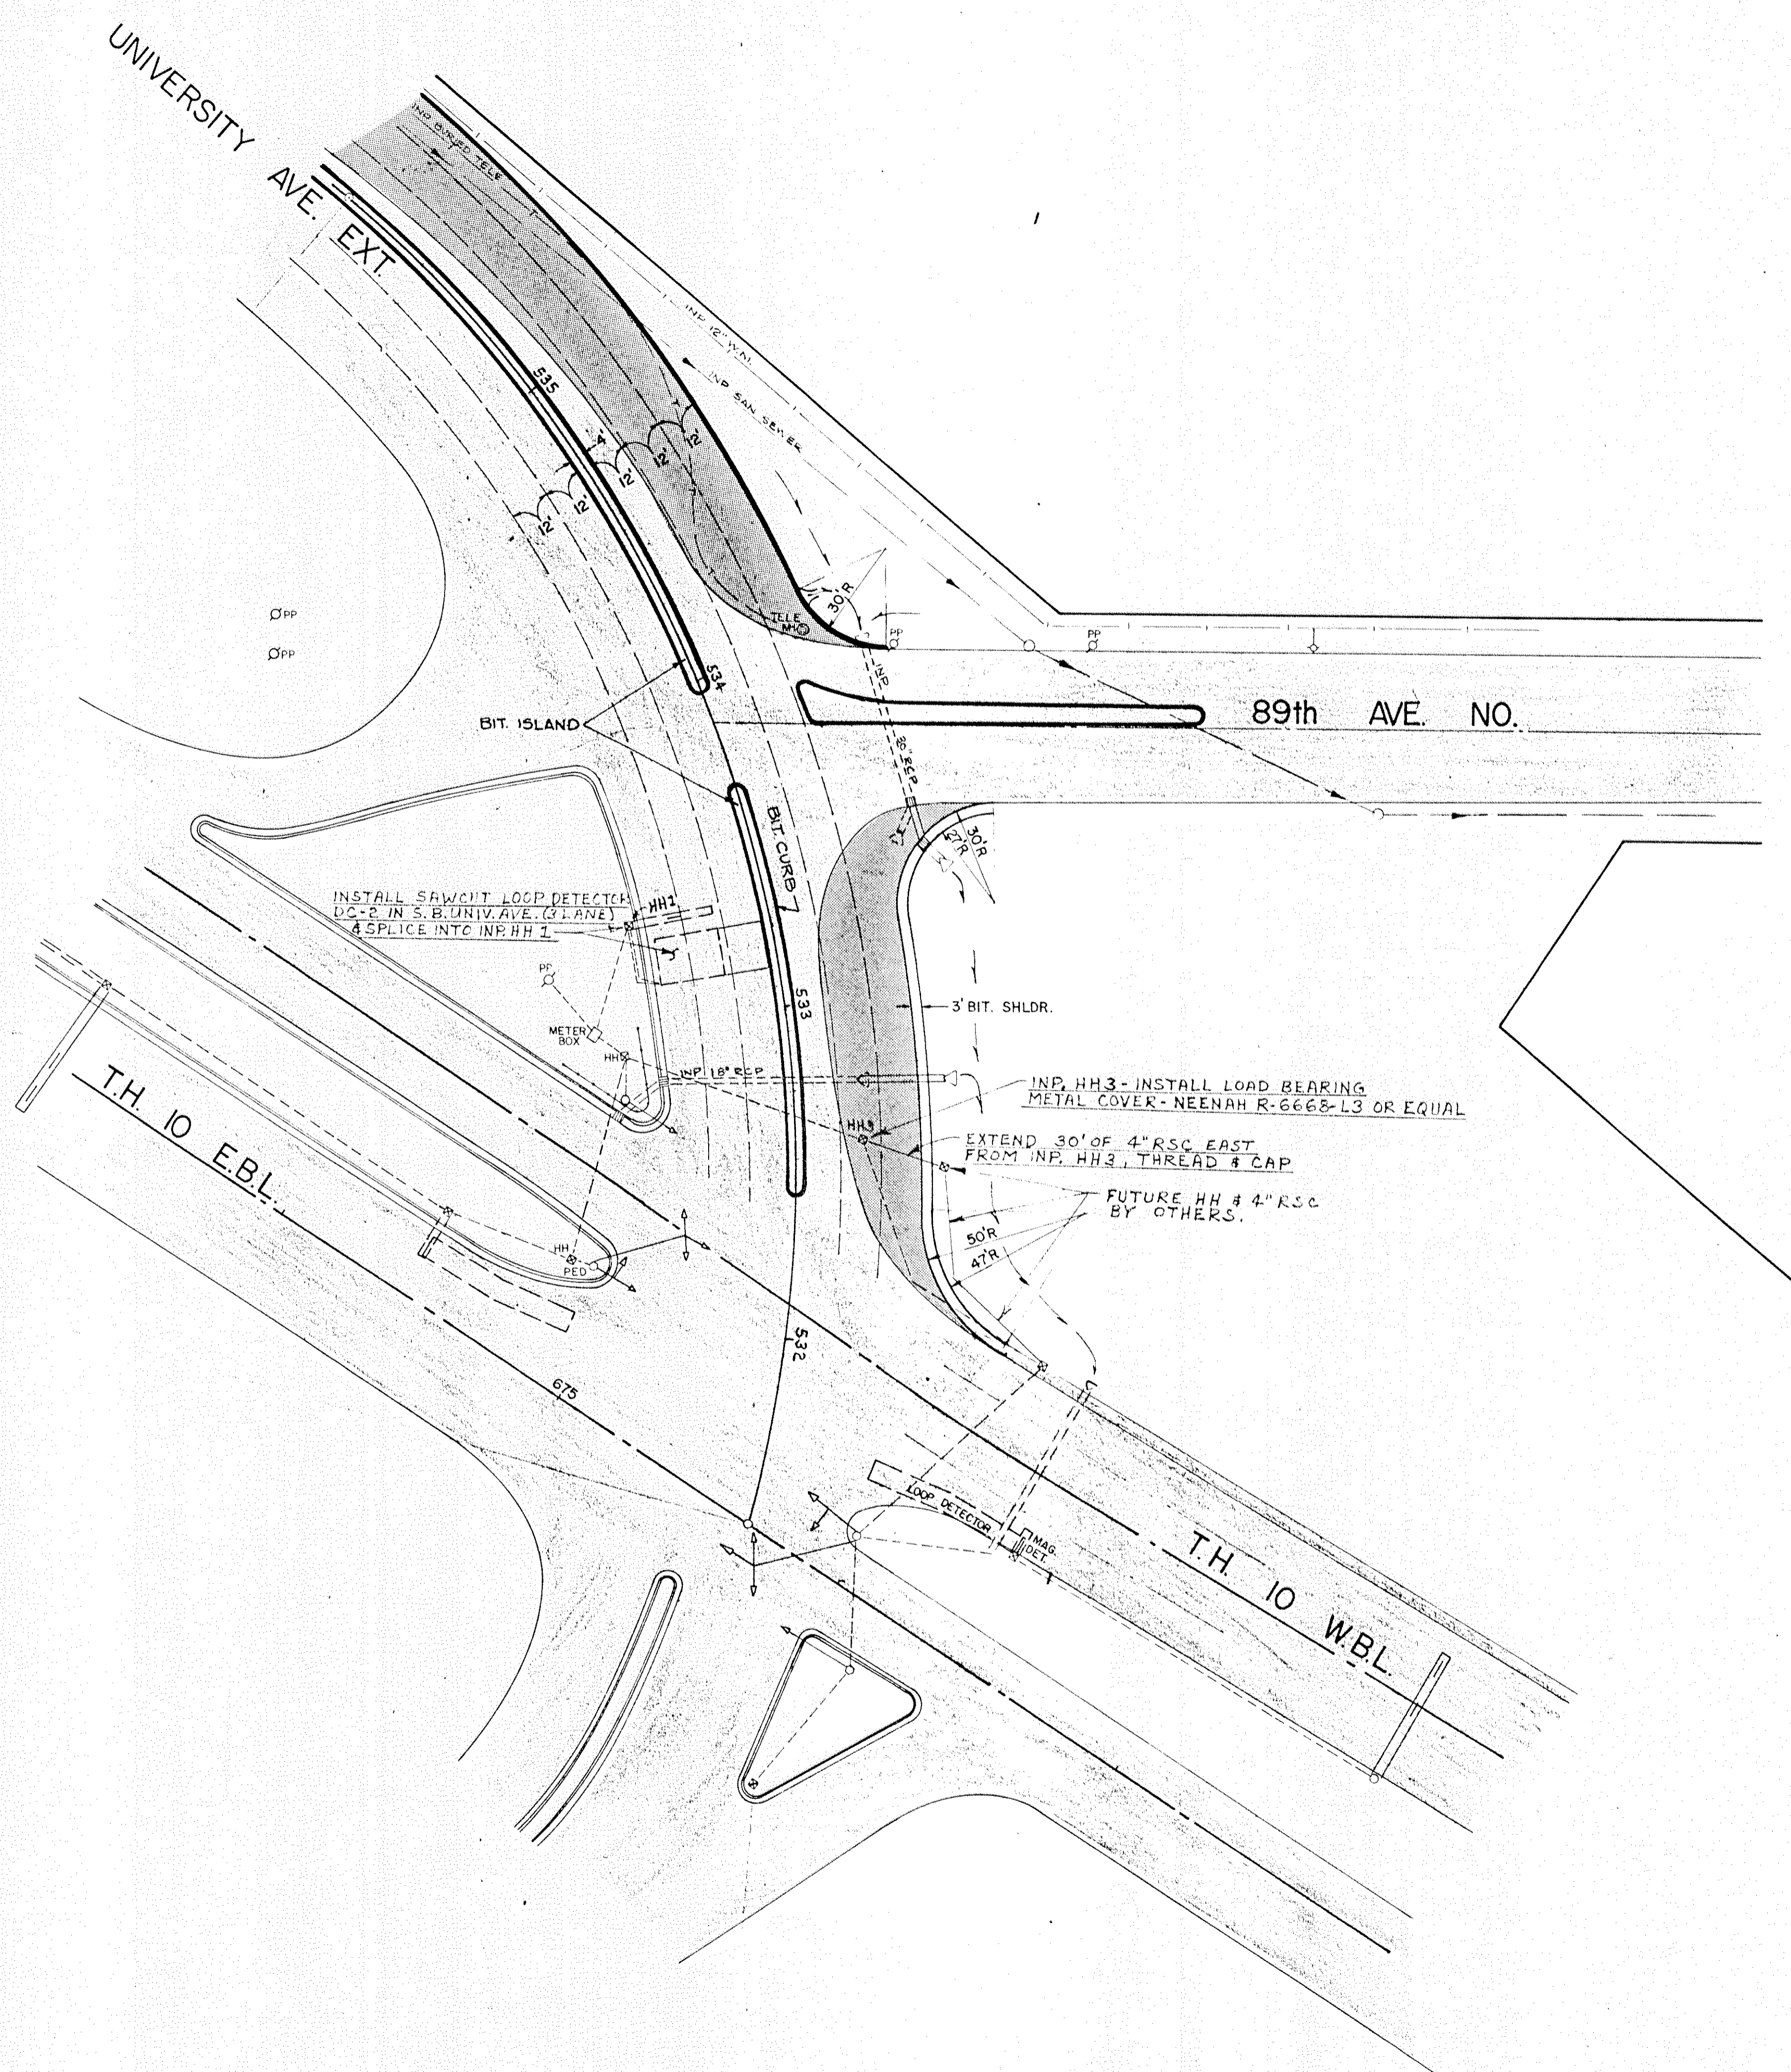 UNIVERSITY
AVE.
EXT.
INP BURIED TELE
INP 12" W.M.
INP SAN SEWER
535
4'
12'
12'
12'
12'
12'
30'R
TELE
MH
PP
PP
PP
PP
534
INP
BIT. ISLAND
89th AVE. NO.
RCP
BIT. CURB
30'R
27'R
INSTALL SAWCUT LOOP DETECTOR
DC-2 IN S.B. UNIV. AVE. (3 LANE)
& SPLICE INTO INP. HH 1
HH1
PP
METER
BOX
HH
533
3' BIT. SHLDR.
INP 18" RCP
INP. HH3 - INSTALL LOAD BEARING
METAL COVER - NEENAH R-6668-L3 OR EQUAL
HH3
EXTEND 30' OF 4" RSC EAST
FROM INP. HH3, THREAD & CAP
FUTURE HH & 4" RSC
BY OTHERS.
50'R
47'R
T.H. 10 E.B.L.
HH
PED
532
675
LOOP DETECTOR
MAG.
DET.
T.H. 10 W.B.L.